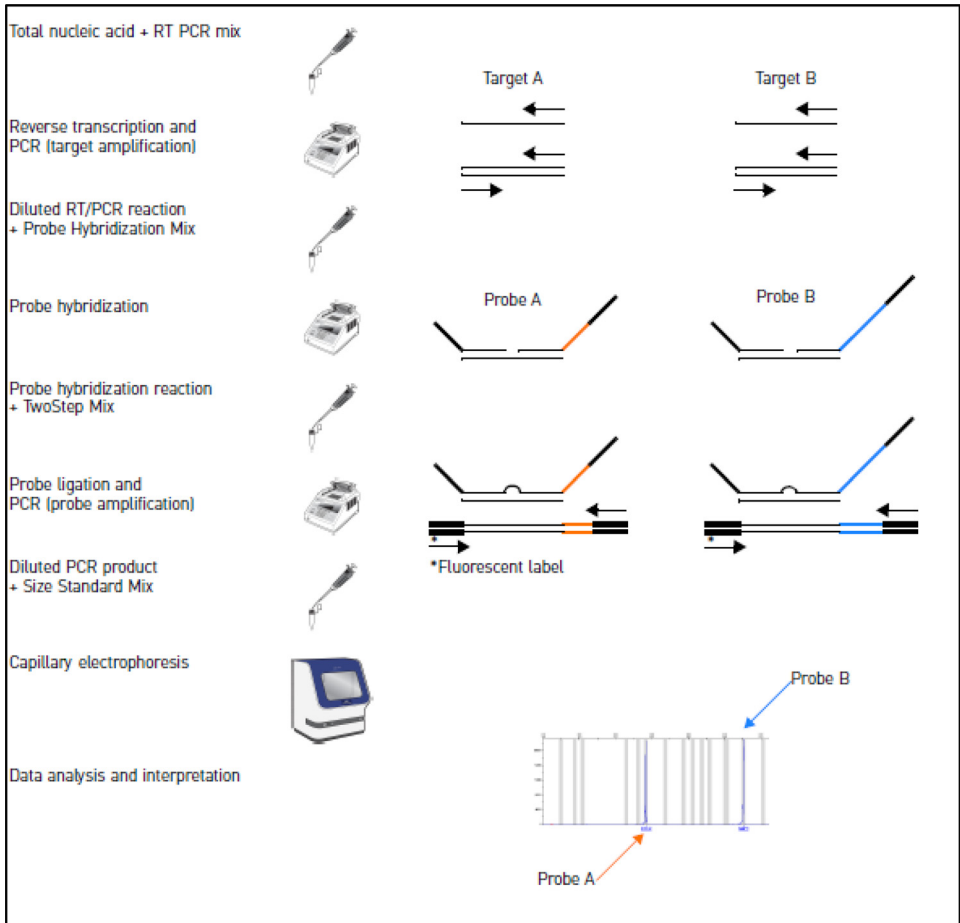 Total nucleic acid + RT PCR mix
Target A
Target B
Reverse transcription and
PCR (target amplification)
Diluted RT/PCR reaction
+ Probe Hybridization Mix
Probe hybridization
Probe A
Probe B
Probe hybridization reaction
+ TwoStep Mix
Probe ligation and
PCR (probe amplification)
*
*
*Fluorescent label
Diluted PCR product
+ Size Standard Mix
Capillary electrophoresis
Probe B
Data analysis and interpretation
Probe A